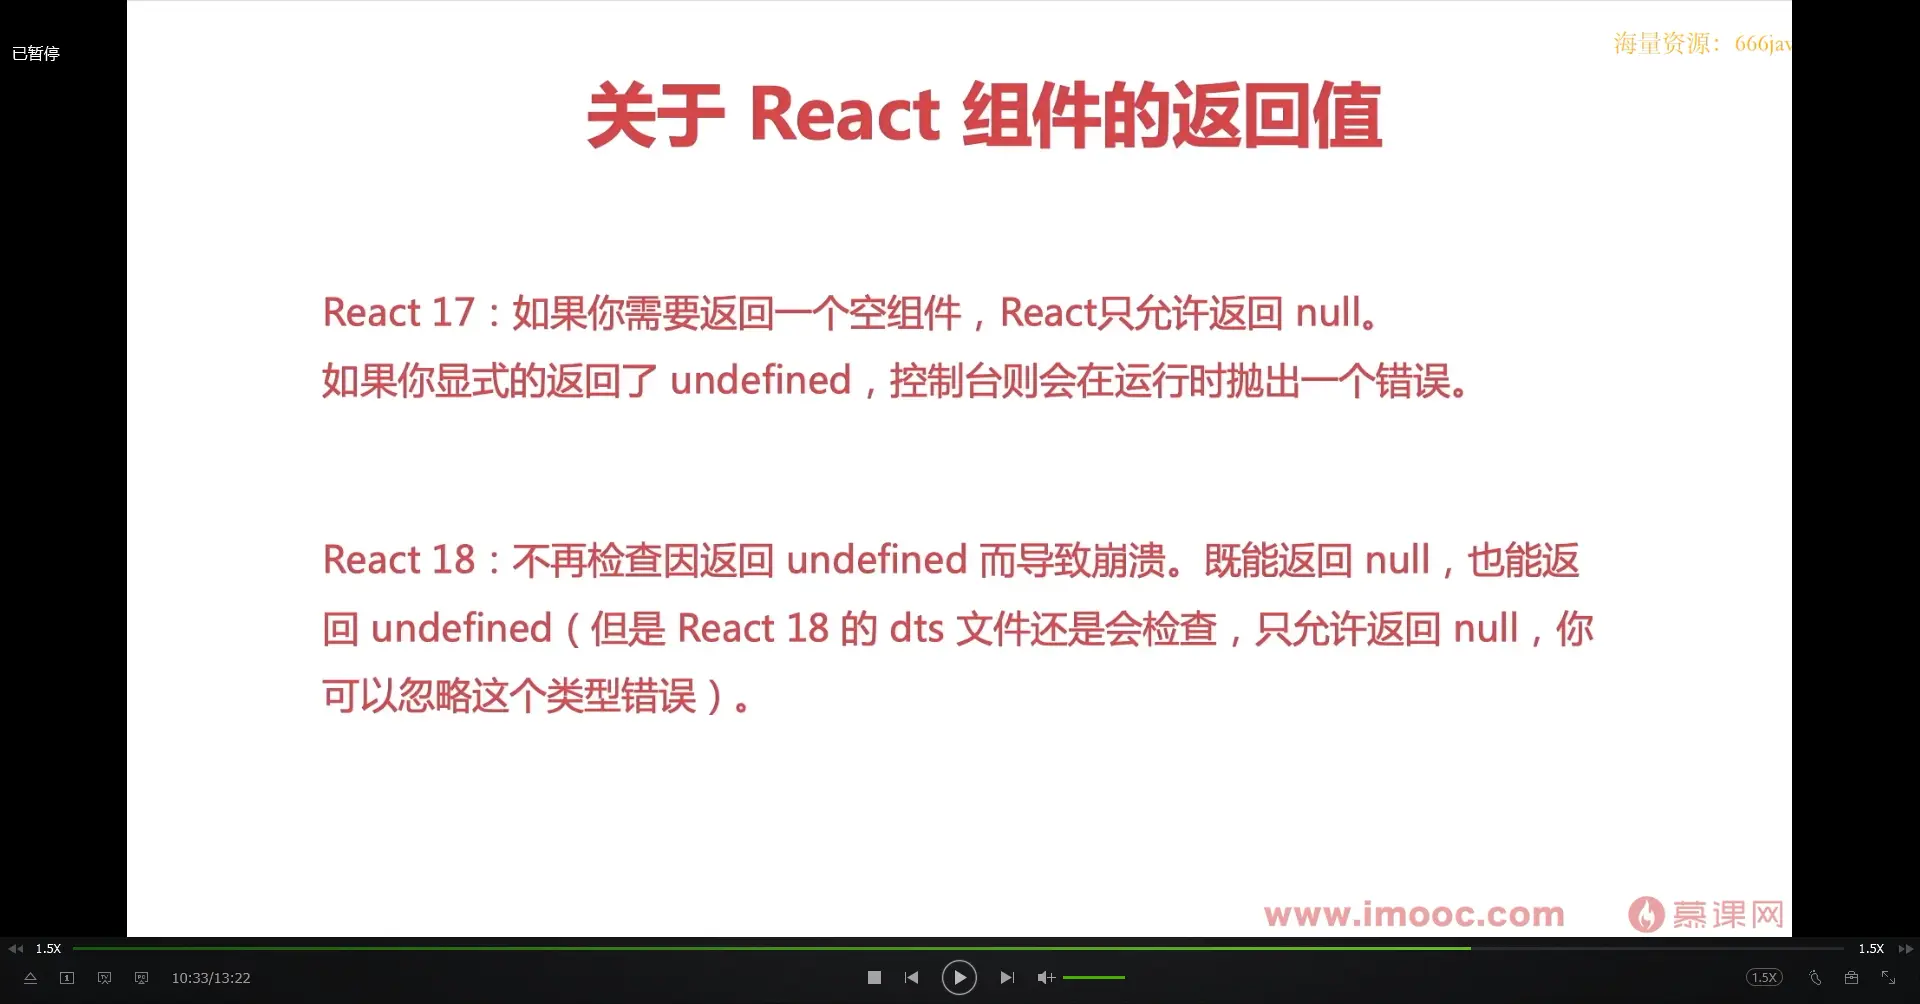 已暂停
海量资源：666jav
关于 React 组件的返回值
React 17：如果你需要返回一个空组件，React只允许返回 null。
如果你显式的返回了 undefined，控制台则会在运行时抛出一个错误。
React 18：不再检查因返回 undefined 而导致崩溃。既能返回 null，也能返
回 undefined（但是 React 18 的 dts 文件还是会检查，只允许返回 null，你
可以忽略这个类型错误）。
www.imooc.com 慕课网
1.5X 1.5X
10:33/13:22 1.5X